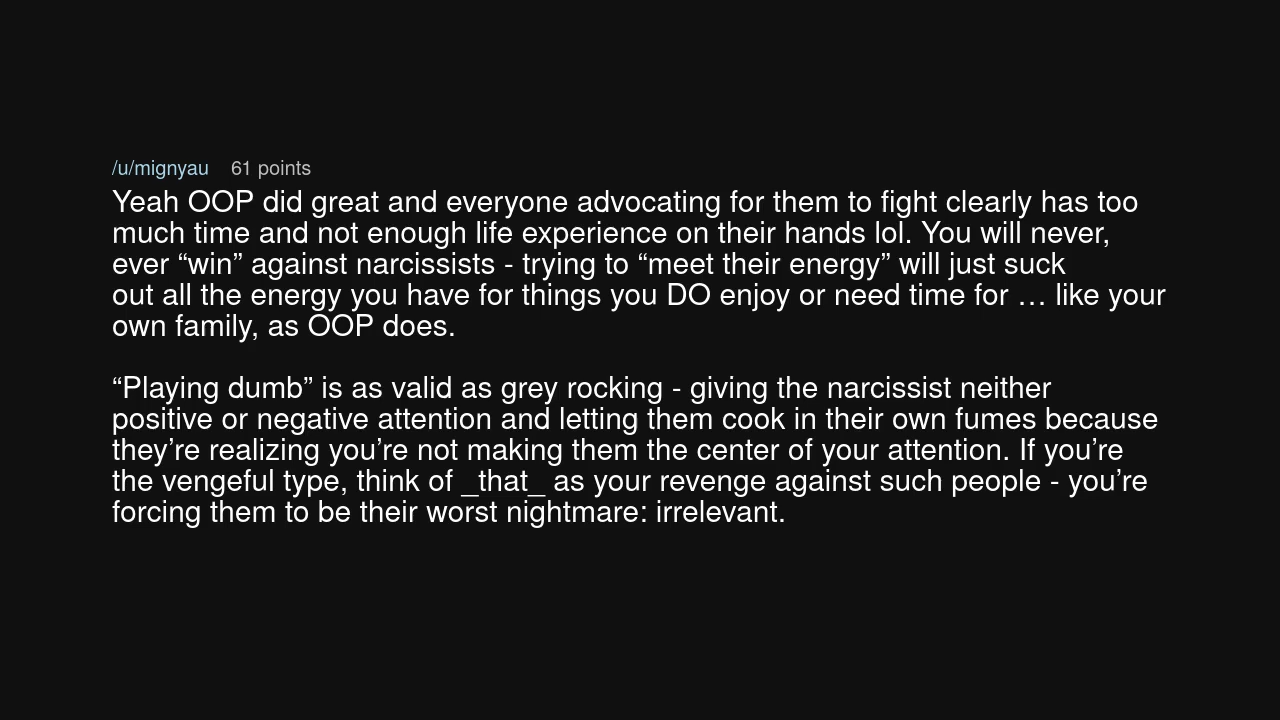 /u/mignyau 61 points
Yeah OOP did great and everyone advocating for them to fight clearly has too
much time and not enough life experience on their hands lol. You will never,
ever “win” against narcissists - trying to “meet their energy” will just suck
out all the energy you have for things you DO enjoy or need time for … like your
own family, as OOP does.
“Playing dumb” is as valid as grey rocking - giving the narcissist neither
positive or negative attention and letting them cook in their own fumes because
they’re realizing you’re not making them the center of your attention. If you’re
the vengeful type, think of _that_ as your revenge against such people - you’re
forcing them to be their worst nightmare: irrelevant.